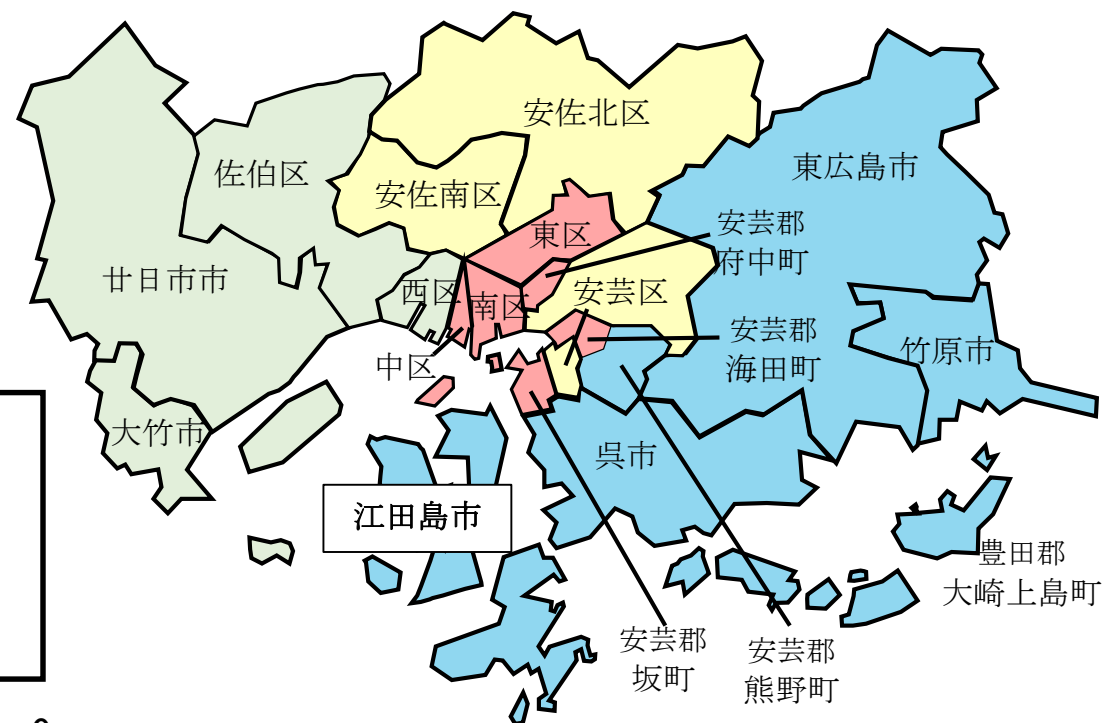 安佐北区
佐伯区
安佐南区
東広島市
東区
安芸郡
府中町
廿日市市
西区
南区
安芸区
中区
安芸郡
海田町
竹原市
大竹市
呉市
江田島市
豊田郡
大崎上島町
安芸郡
坂町
安芸郡
熊野町